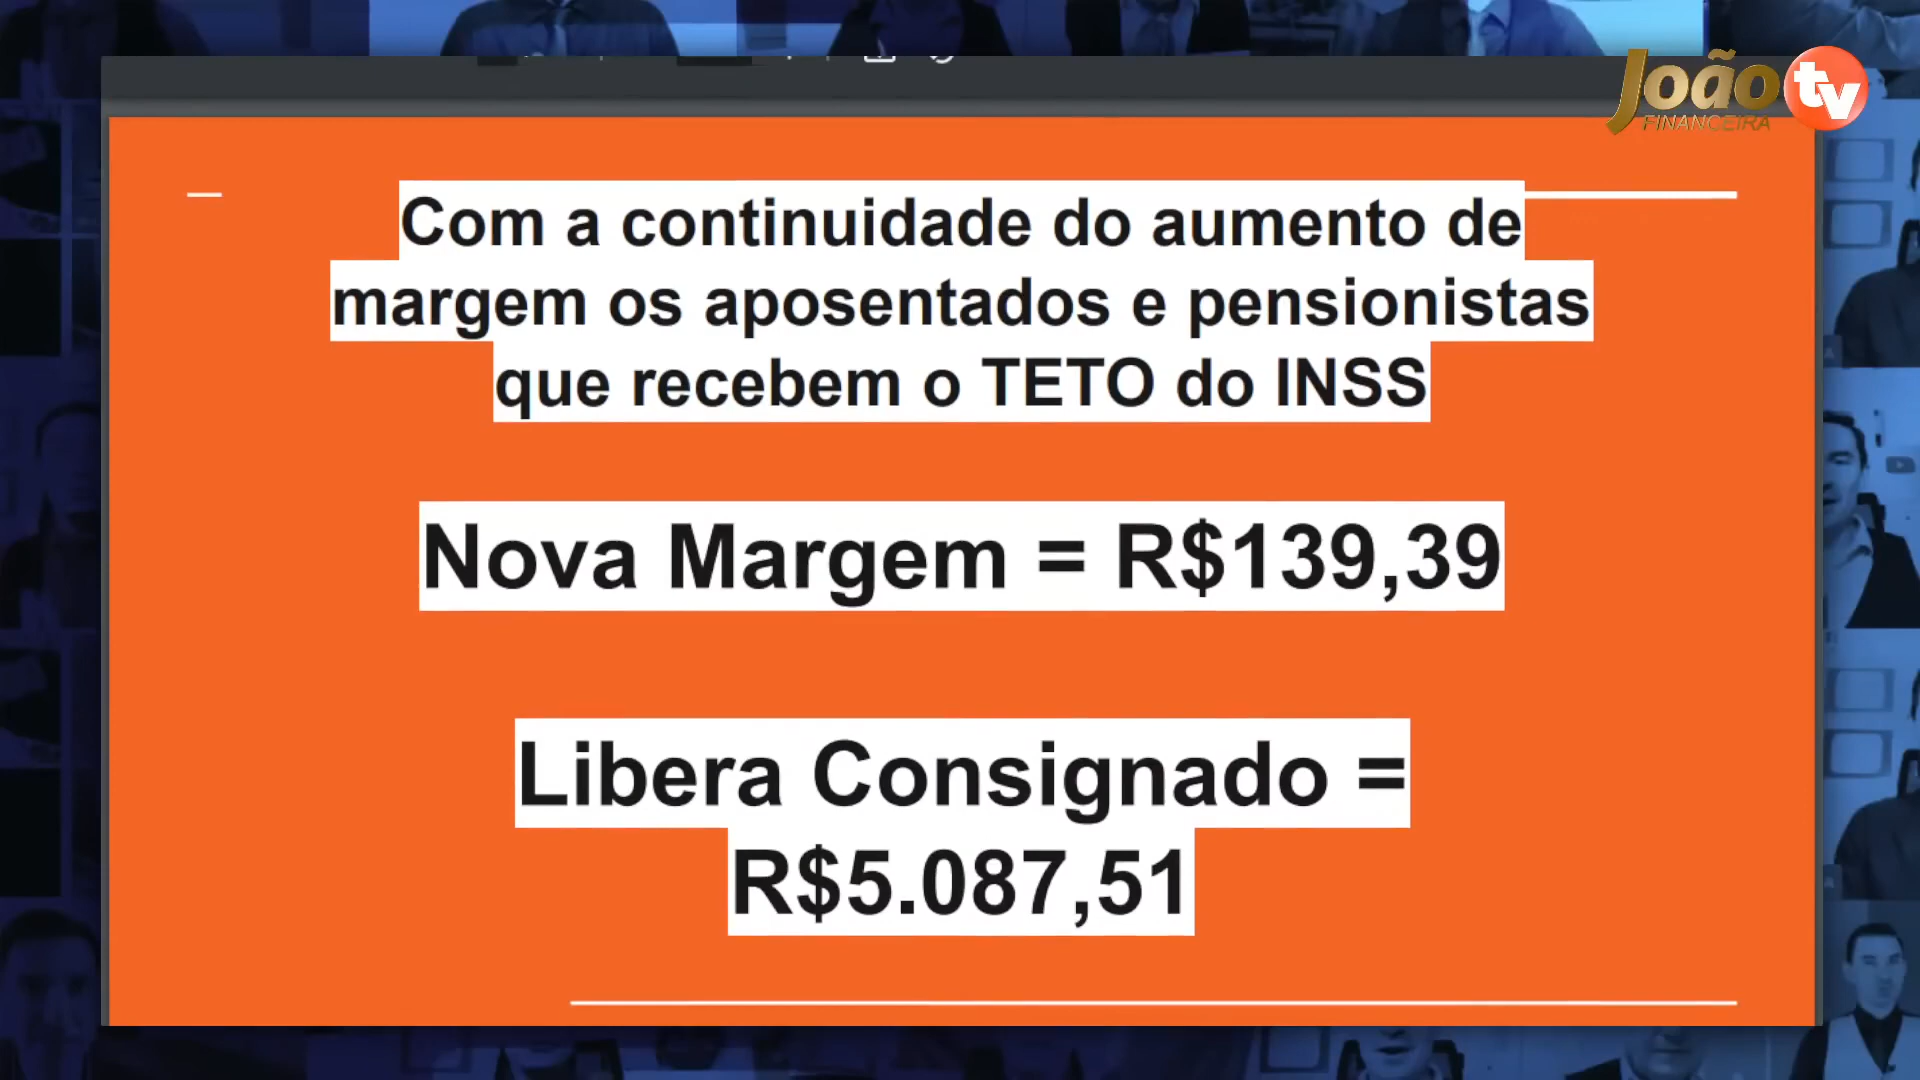 João
FINANCEIRA
tv
Com a continuidade do aumento de
margem os aposentados e pensionistas
que recebem o TETO do INSS
Nova Margem = R$139,39
Libera Consignado =
R$5.087,51